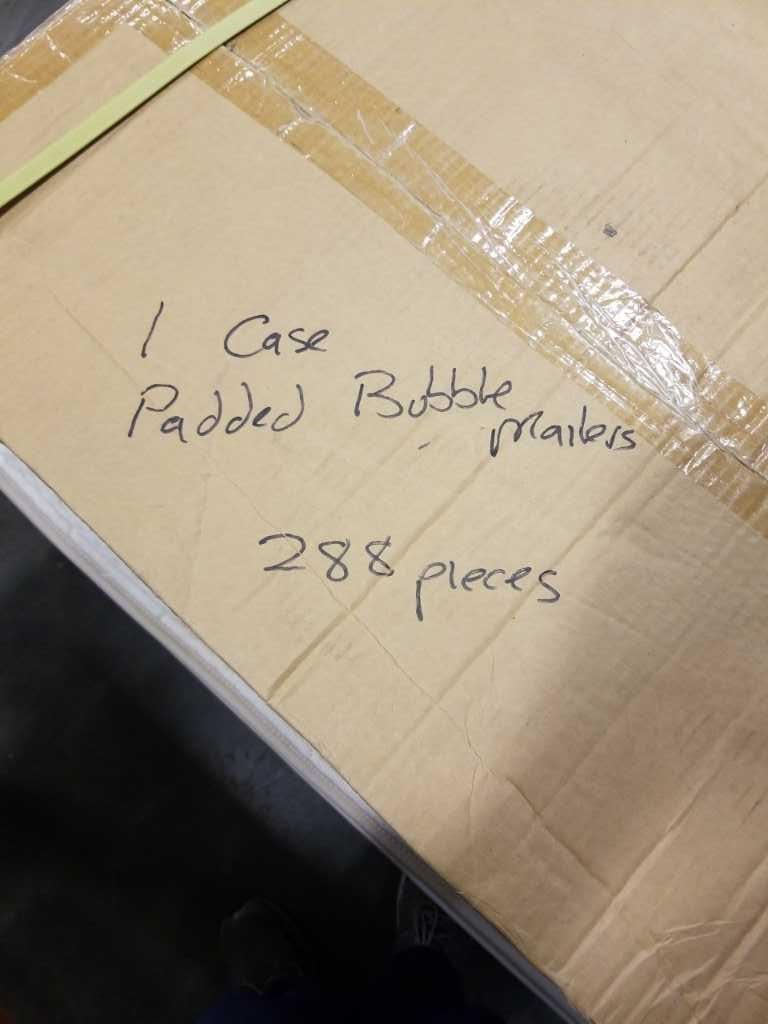 1 Case
Padded Bubble Mailers
288 pieces